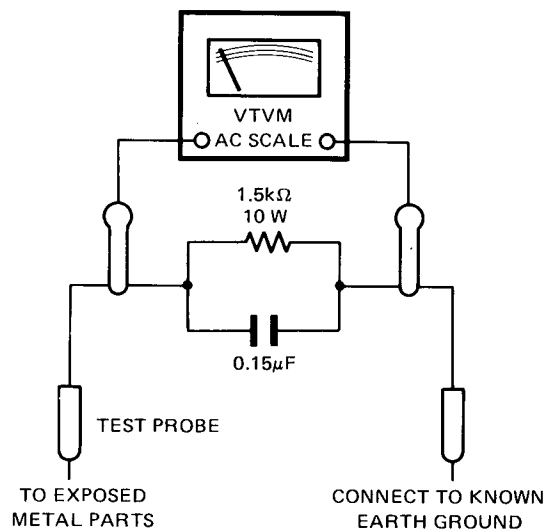 VTVM
AC SCALE
1.5kΩ
10 W
0.15μF
TEST PROBE
TO EXPOSED
METAL PARTS
CONNECT TO KNOWN
EARTH GROUND